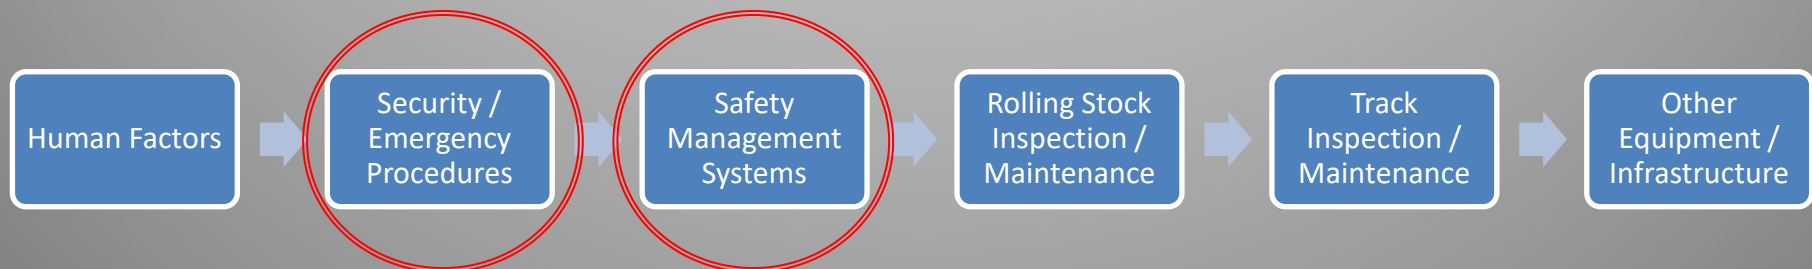 Human Factors
Security /
Emergency
Procedures
Safety
Management
Systems
Rolling Stock
Inspection /
Maintenance
Track
Inspection /
Maintenance
Other
Equipment /
Infrastructure